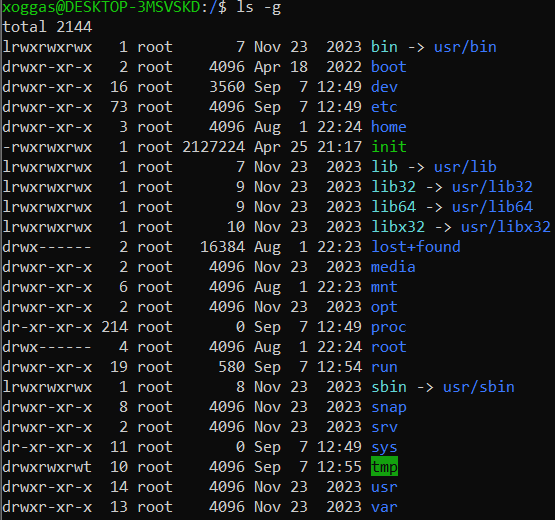 xoggas@DESKTOP-3MSVSKD:/$ ls -g
total 2144
lrwxrwxrwx   1 root       7 Nov 23  2023 bin -> usr/bin
drwxr-xr-x   2 root    4096 Apr 18  2022 boot
drwxr-xr-x  16 root    3560 Sep  7 12:49 dev
drwxr-xr-x  73 root    4096 Sep  7 12:49 etc
drwxr-xr-x   3 root    4096 Aug  1 22:24 home
-rwxrwxrwx   1 root 2127224 Apr 25 21:17 init
lrwxrwxrwx   1 root       7 Nov 23  2023 lib -> usr/lib
lrwxrwxrwx   1 root       9 Nov 23  2023 lib32 -> usr/lib32
lrwxrwxrwx   1 root       9 Nov 23  2023 lib64 -> usr/lib64
lrwxrwxrwx   1 root      10 Nov 23  2023 libx32 -> usr/libx32
drwx------   2 root   16384 Aug  1 22:23 lost+found
drwxr-xr-x   2 root    4096 Nov 23  2023 media
drwxr-xr-x   6 root    4096 Aug  1 22:23 mnt
drwxr-xr-x   2 root    4096 Nov 23  2023 opt
dr-xr-xr-x 214 root       0 Sep  7 12:49 proc
drwx------   4 root    4096 Aug  1 22:24 root
drwxr-xr-x  19 root     580 Sep  7 12:54 run
lrwxrwxrwx   1 root       8 Nov 23  2023 sbin -> usr/sbin
drwxr-xr-x   8 root    4096 Nov 23  2023 snap
drwxr-xr-x   2 root    4096 Nov 23  2023 srv
dr-xr-xr-x  11 root       0 Sep  7 12:49 sys
drwxrwxrwt  10 root    4096 Sep  7 12:55 tmp
drwxr-xr-x  14 root    4096 Nov 23  2023 usr
drwxr-xr-x  13 root    4096 Nov 23  2023 var